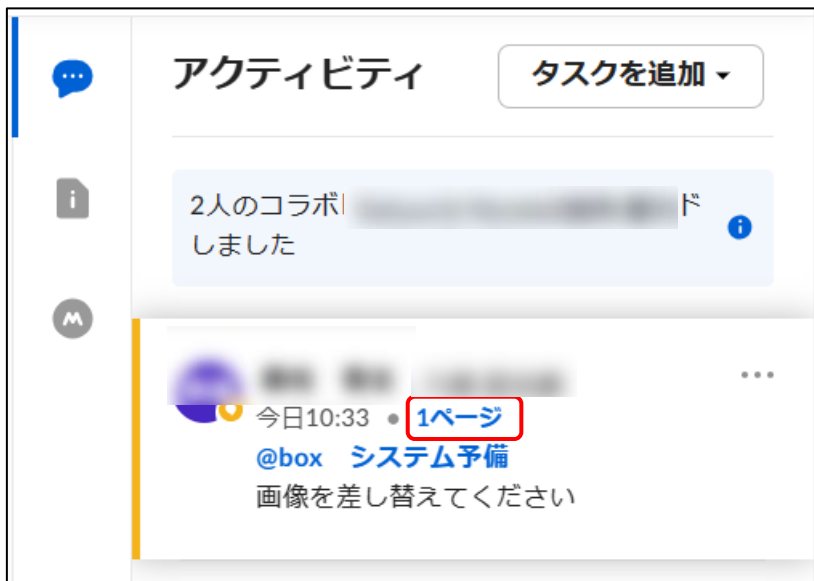 アクティビティ
タスクを追加
2人のコラボ ド
しました
今日10:33 • 1ページ
@box システム予備
画像を差し替えてください